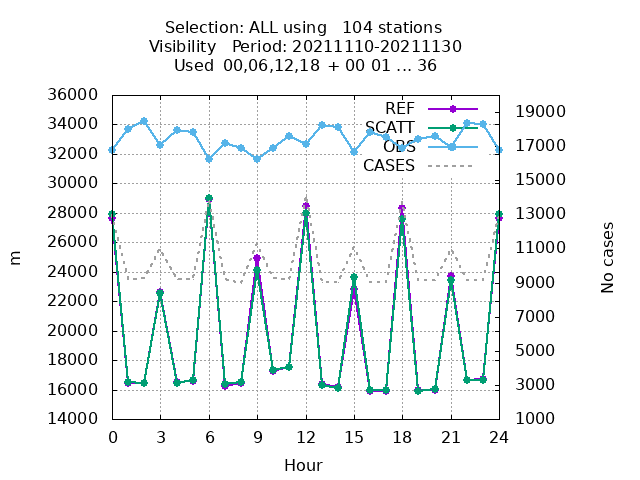 Selection: ALL using 104 stations
Visibility Period: 20211110-20211130
Used 00,06,12,18 + 00 01 ... 36
36000
34000
32000
30000
28000
26000
24000
22000
20000
18000
16000
14000
m
REF
SCATT
OBS
CASES
19000
17000
15000
13000
11000
9000
7000
5000
3000
1000
No cases
0 3 6 9 12 15 18 21 24
Hour